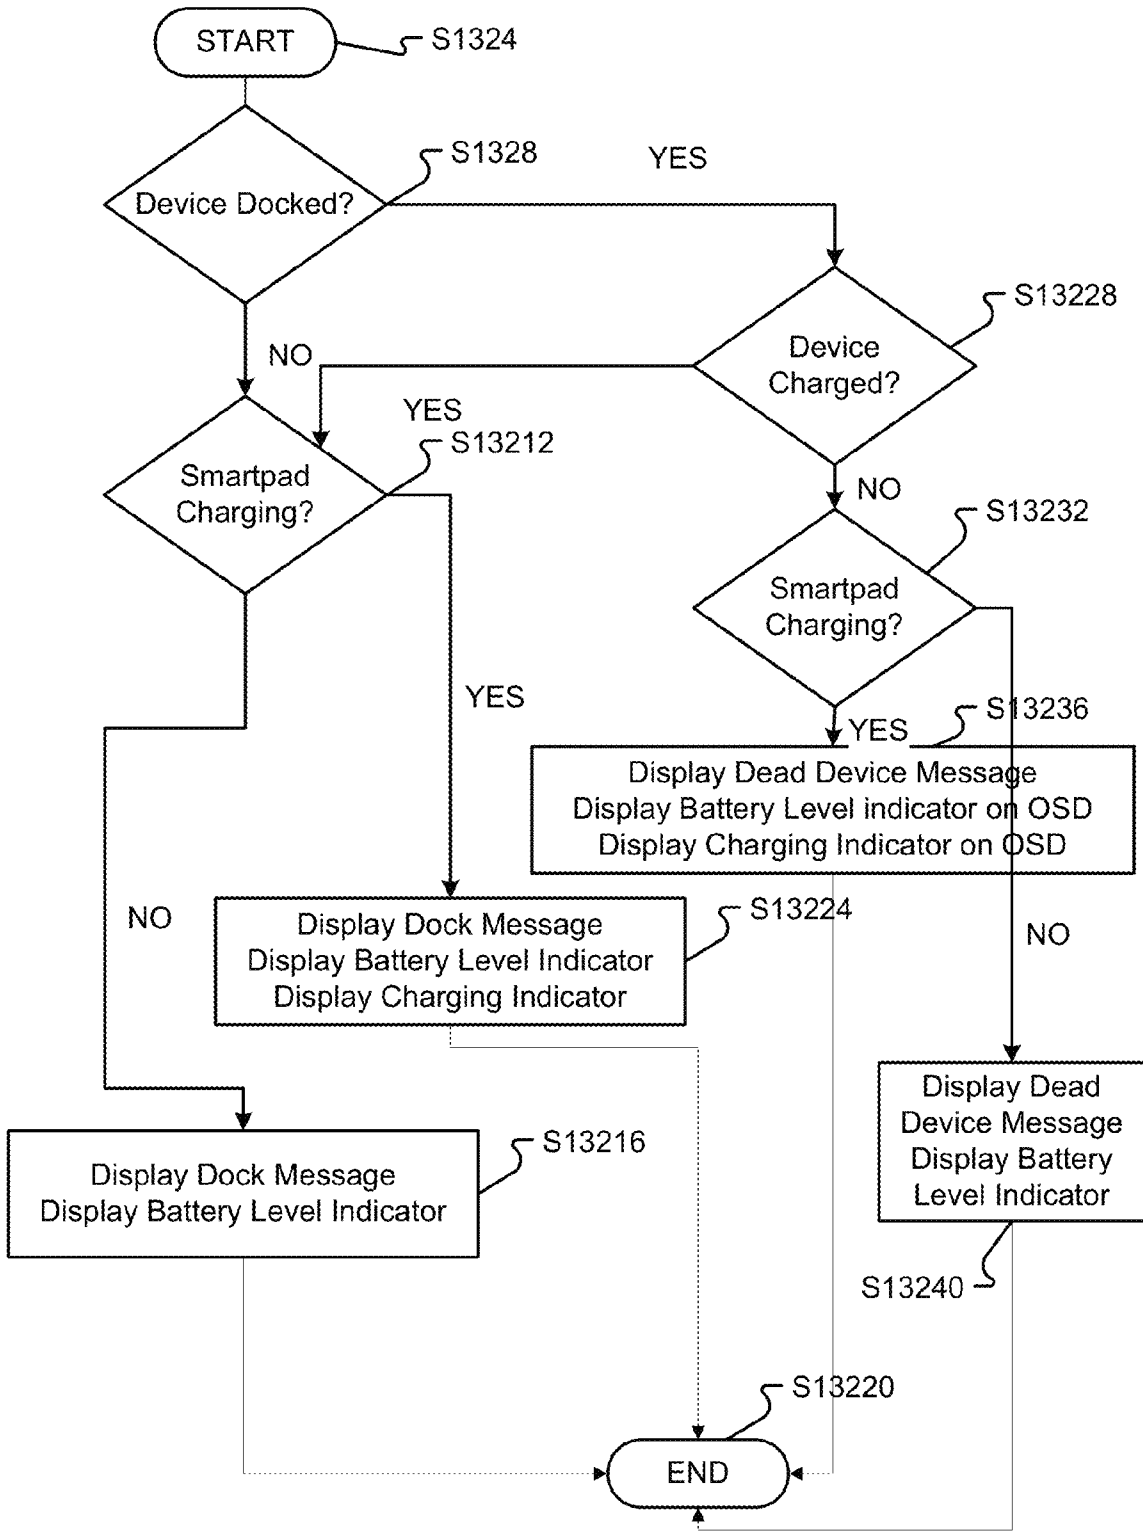 START
S1324
Device Docked?
S1328
YES
S13228
Device
Charged?
NO
YES
S13212
Smartpad
Charging?
NO
S13232
Smartpad
Charging?
YES
S13236
YES
Display Dead Device Message
Display Battery Level indicator on OSD
Display Charging Indicator on OSD
NO
S13224
Display Dock Message
Display Battery Level Indicator
Display Charging Indicator
NO
Display Dead
Device Message
Display Battery
Level Indicator
S13216
Display Dock Message
Display Battery Level Indicator
S13240
S13220
END